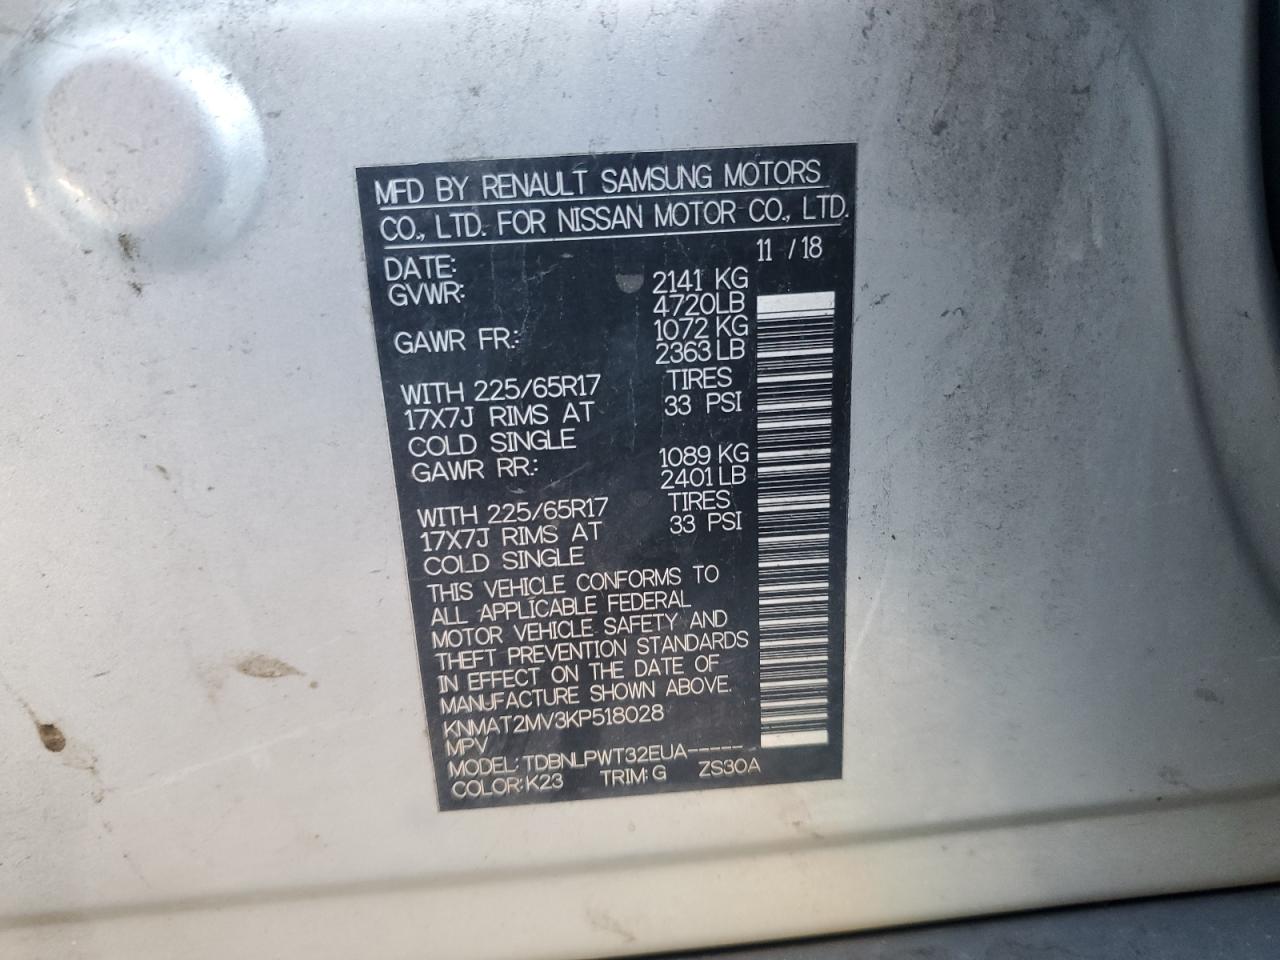 MFD BY RENAULT SAMSUNG MOTORS
CO., LTD. FOR NISSAN MOTOR CO., LTD.
DATE: 11 /18
GVWR: 2141 KG
4720LB
GAWR FR: 1072 KG
2363 LB
WITH 225/65R17 TIRES
17X7J RIMS AT 33 PSI
COLD SINGLE
GAWR RR: 1089 KG
2401 LB
WITH 225/65R17 TIRES
17X7J RIMS AT 33 PSI
COLD SINGLE
THIS VEHICLE CONFORMS TO
ALL APPLICABLE FEDERAL
MOTOR VEHICLE SAFETY AND
THEFT PREVENTION STANDARDS
IN EFFECT ON THE DATE OF
MANUFACTURE SHOWN ABOVE.
KNMAT2MV3KP518028
MPV
MODEL: TDBNLPWT32EUA-----
COLOR: K23 TRIM: G ZS30A